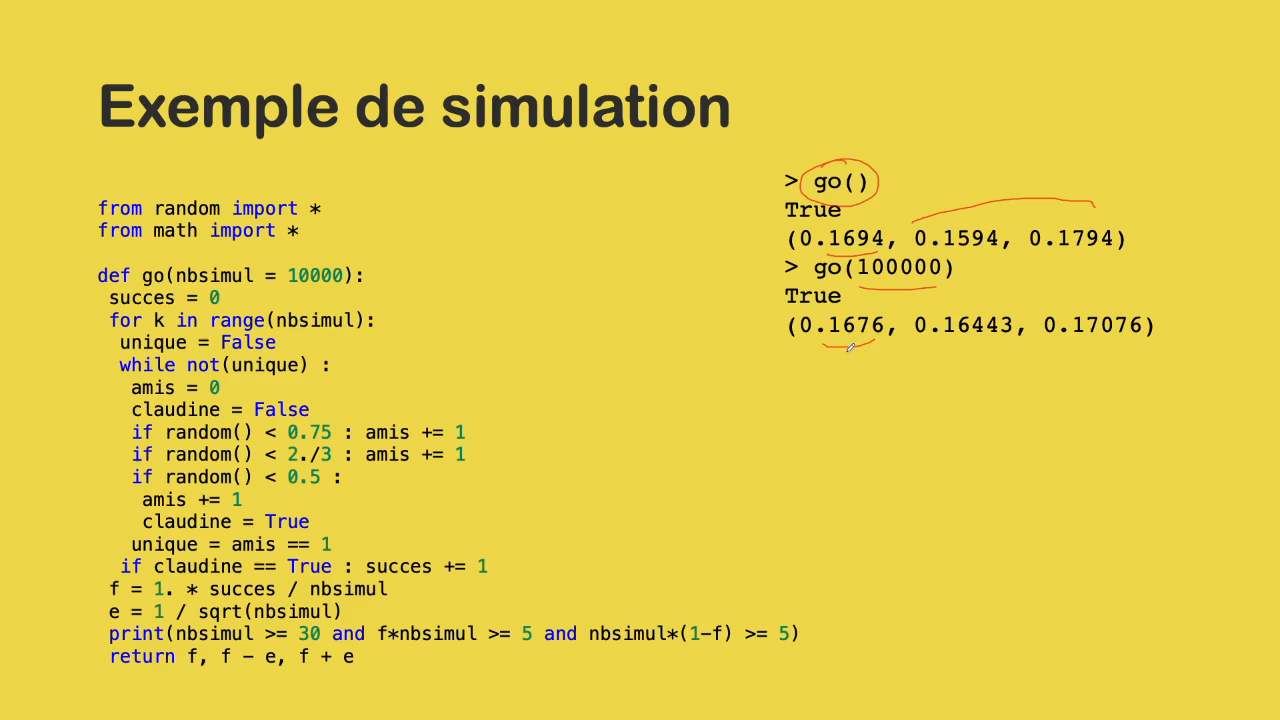 Exemple de simulation
from random import *
from math import *
def go(nbsimul = 10000):
succes = 0
for k in range(nbsimul):
unique = False
while not(unique) :
amis = 0
claudine = False
if random() < 0.75 : amis += 1
if random() < 2./3 : amis += 1
if random() < 0.5 :
amis += 1
claudine = True
unique = amis == 1
if claudine == True : succes += 1
f = 1. * succes / nbsimul
e = 1 / sqrt(nbsimul)
print(nbsimul >= 30 and f*nbsimul >= 5 and nbsimul*(1-f) >= 5)
return f, f - e, f + e
> go()
True
(0.1694, 0.1594, 0.1794)
> go(100000)
True
(0.1676, 0.16443, 0.17076)